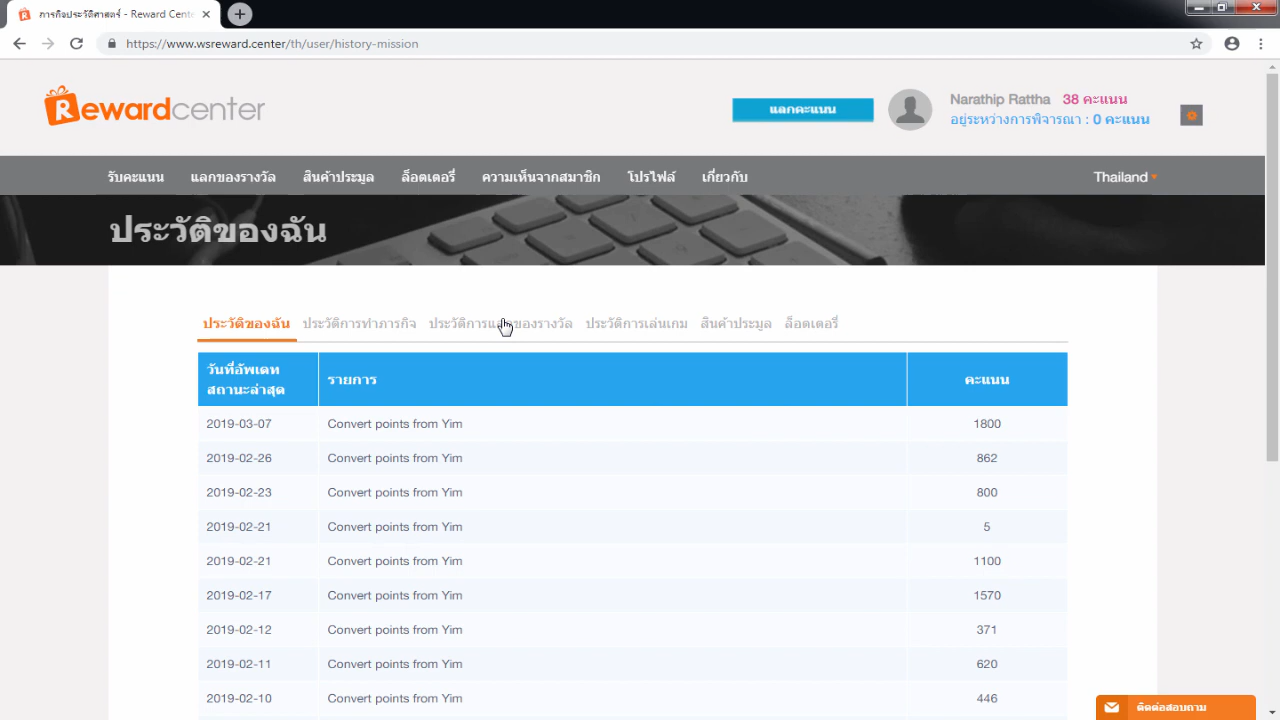 ภารกิจประวัติศาสตร์ - Reward Cente
https://www.wsreward.center/th/user/history-mission
Rewardcenter
แลกคะแนน
Narathip Rattha 38 คะแนน
อยู่ระหว่างการพิจารณา : 0 คะแนน
รับคะแนน แลกของรางวัล สินค้าประมูล ล็อตเตอรี่ ความเห็นจากสมาชิก โปรไฟล์ เกี่ยวกับ Thailand
ประวัติของฉัน
ประวัติของฉัน ประวัติการทำภารกิจ ประวัติการแลกของรางวัล ประวัติการเล่นเกม สินค้าประมูล ล็อตเตอรี่
วันที่อัพเดท
สถานะล่าสุด รายการ คะแนน
2019-03-07 Convert points from Yim 1800
2019-02-26 Convert points from Yim 862
2019-02-23 Convert points from Yim 800
2019-02-21 Convert points from Yim 5
2019-02-21 Convert points from Yim 1100
2019-02-17 Convert points from Yim 1570
2019-02-12 Convert points from Yim 371
2019-02-11 Convert points from Yim 620
2019-02-10 Convert points from Yim 446
ติดต่อสอบถาม